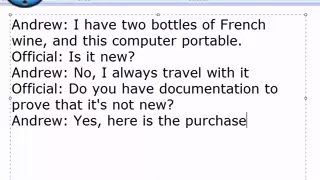 Andrew: I have two bottles of French
wine, and this computer portable.
Official: Is it new?
Andrew: No, I always travel with it
Official: Do you have documentation to
prove that it's not new?
Andrew: Yes, here is the purchase